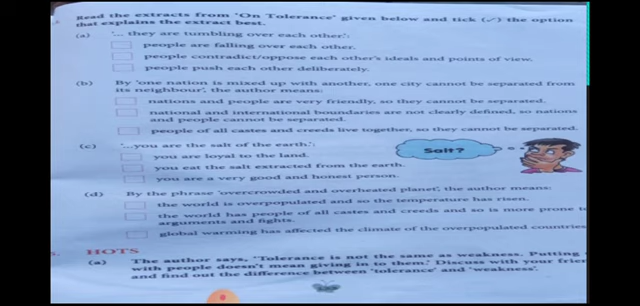 Read the extracts from 'On Tolerance' given below and tick (✓) the option
that explains the extract best.
(a) '... they are tumbling over each other.':
people are falling over each other.
people contradict/oppose each other's ideals and points of view.
people push each other deliberately.
(b) By 'one nation is mixed up with another, one city cannot be separated from
its neighbour', the author means:
nations and people are very friendly, so they cannot be separated.
national and international boundaries are not clearly defined, so nations
and people cannot be separated.
people of all castes and creeds live together, so they cannot be separated.
(c) '...you are the salt of the earth.':
Salt?
you are loyal to the land.
you eat the salt extracted from the earth.
you are a very good and honest person.
(d) By the phrase 'overcrowded and overheated planet', the author means:
the world is overpopulated and so the temperature has risen.
the world has people of all castes and creeds and so is more prone to
arguments and fights.
global warming has affected the climate of the overpopulated countries
HOTS
(a) The author says, 'Tolerance is not the same as weakness. Putting
with people doesn't mean giving in to them.' Discuss with your frien
and find out the difference between 'tolerance' and 'weakness'.